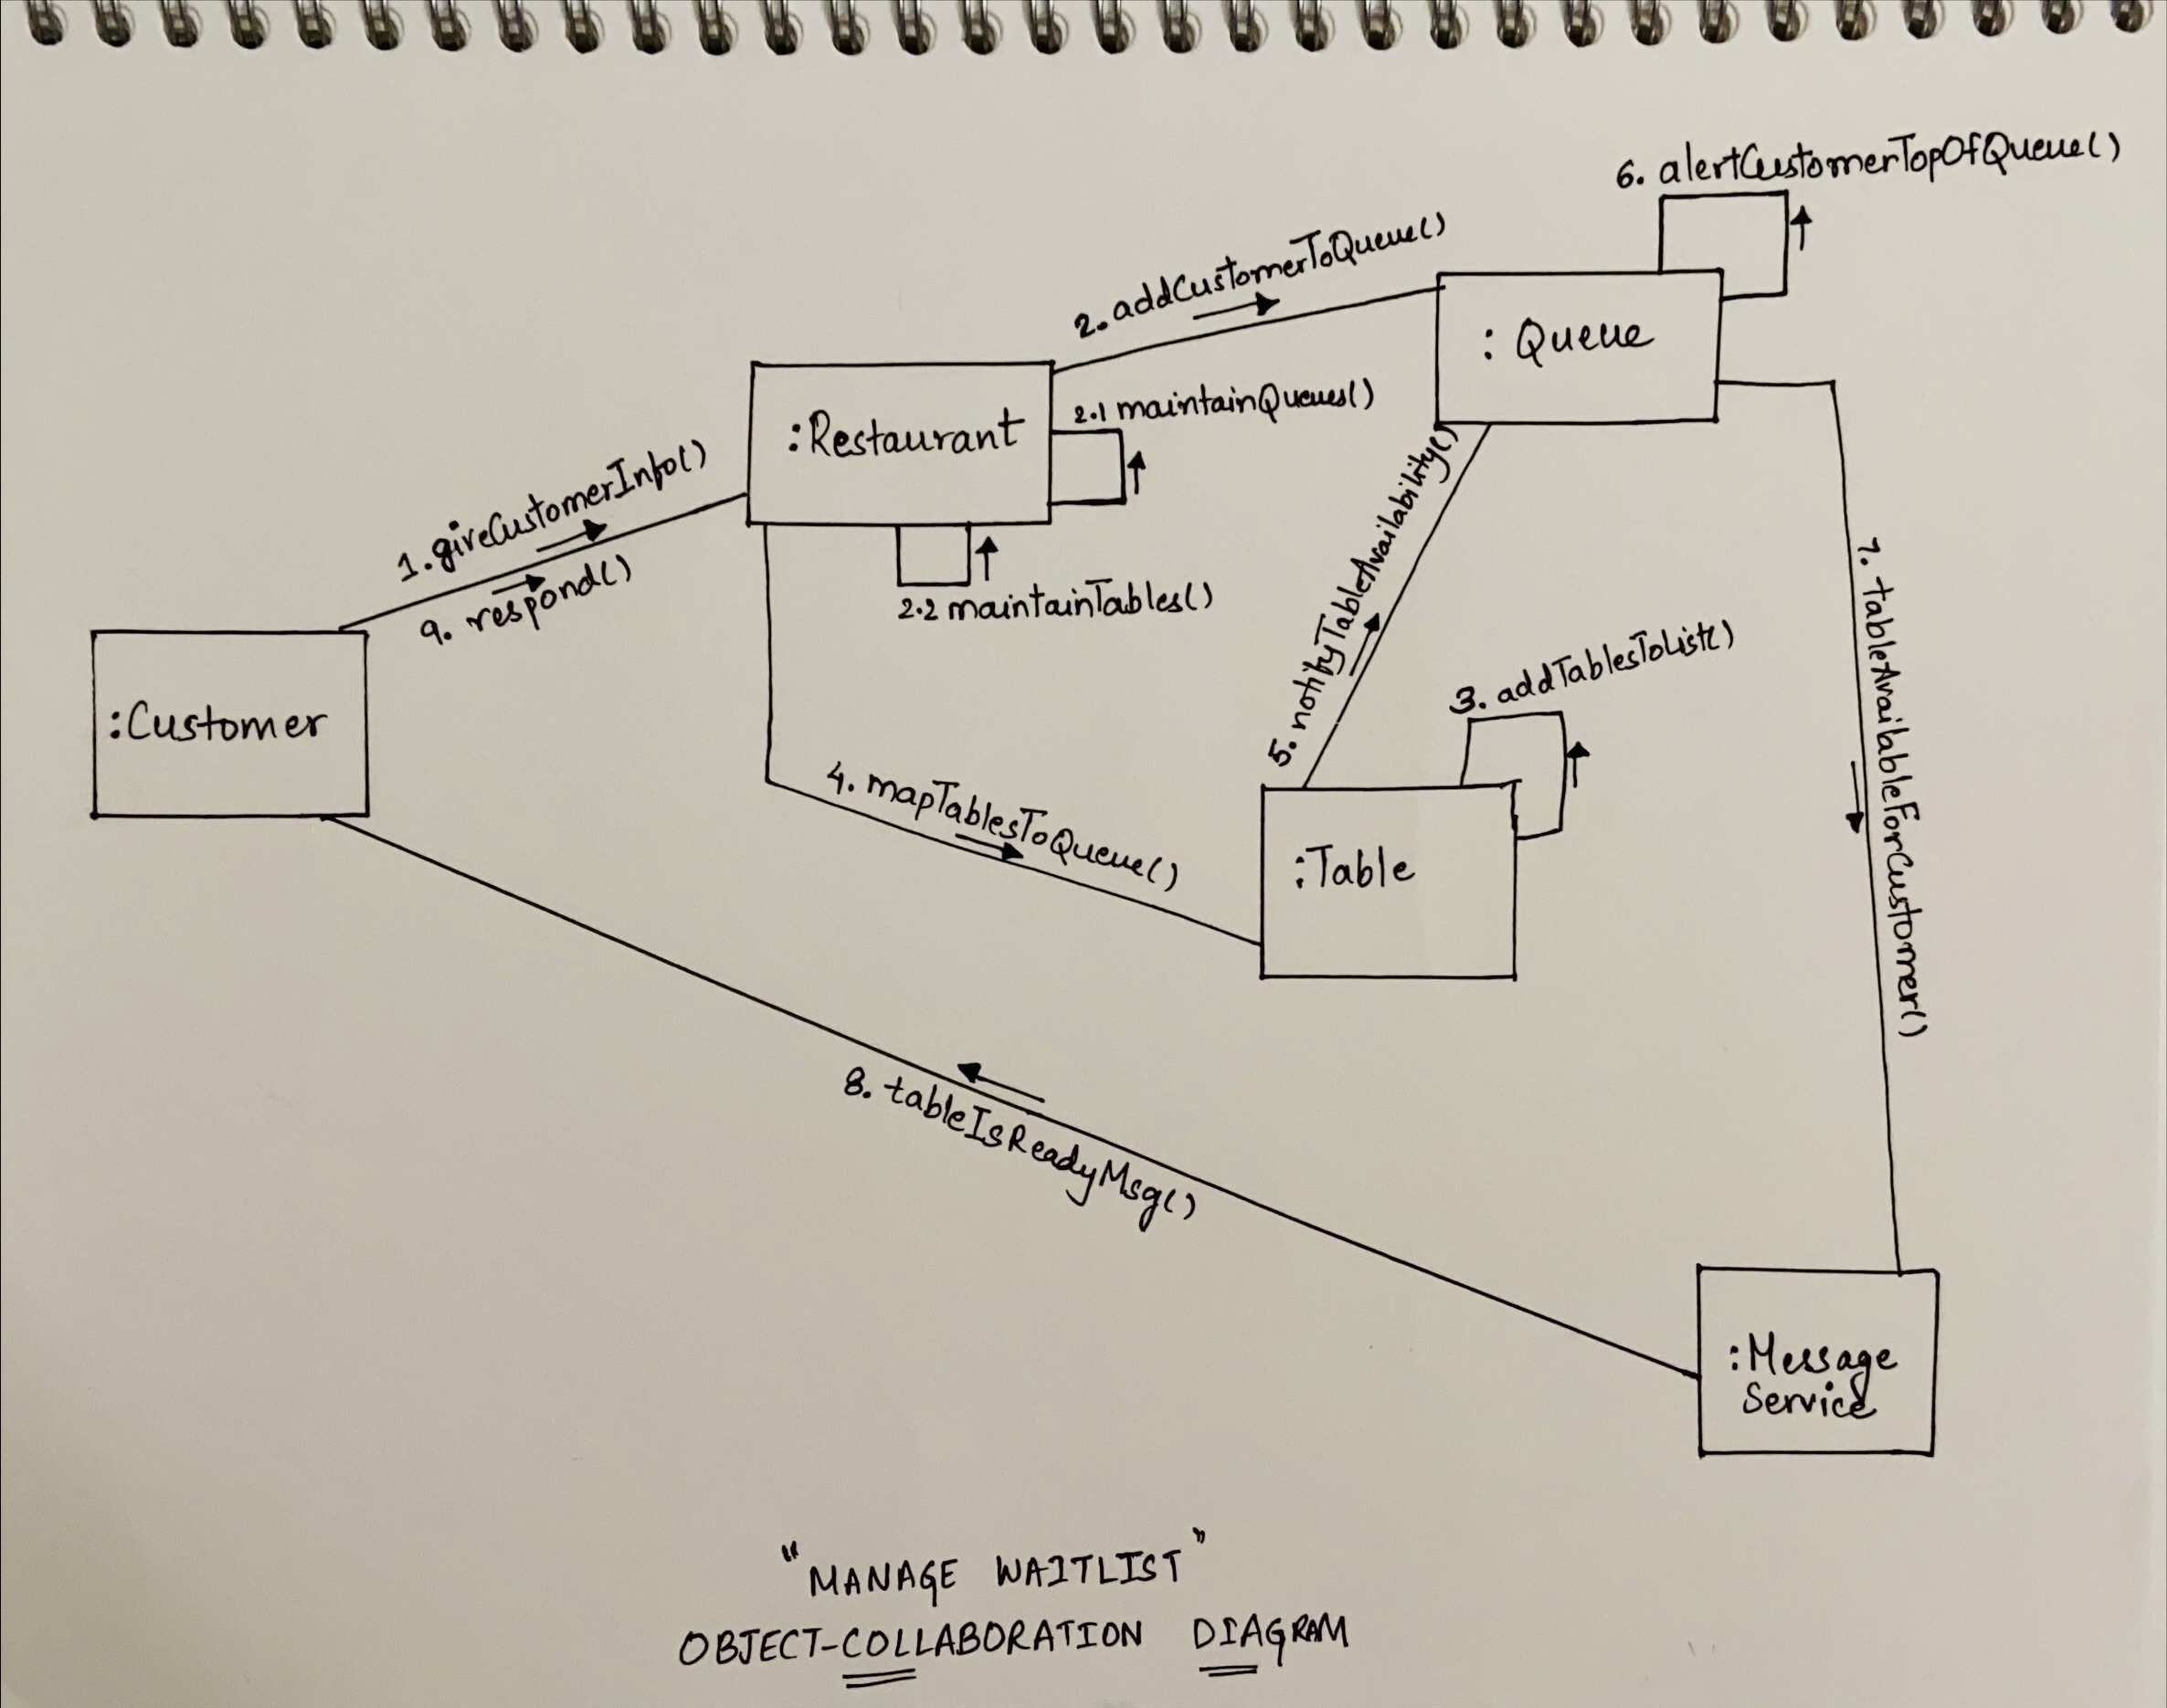 6. alertCustomerTopOfQueue()
2. addCustomerToQueue()
: Queue
2.1 maintainQueues()
:Restaurant
1. giveCustomerInfo()
9. respond()
2.2 maintainTables()
5. notifyTableAvailability()
3. addTablesToList()
7. tableAvailableForCustomer()
:Customer
4. mapTablesToQueue()
:Table
8. tableIsReadyMsg()
:Message
Service
"MANAGE WAITLIST"
OBJECT-COLLABORATION DIAGRAM